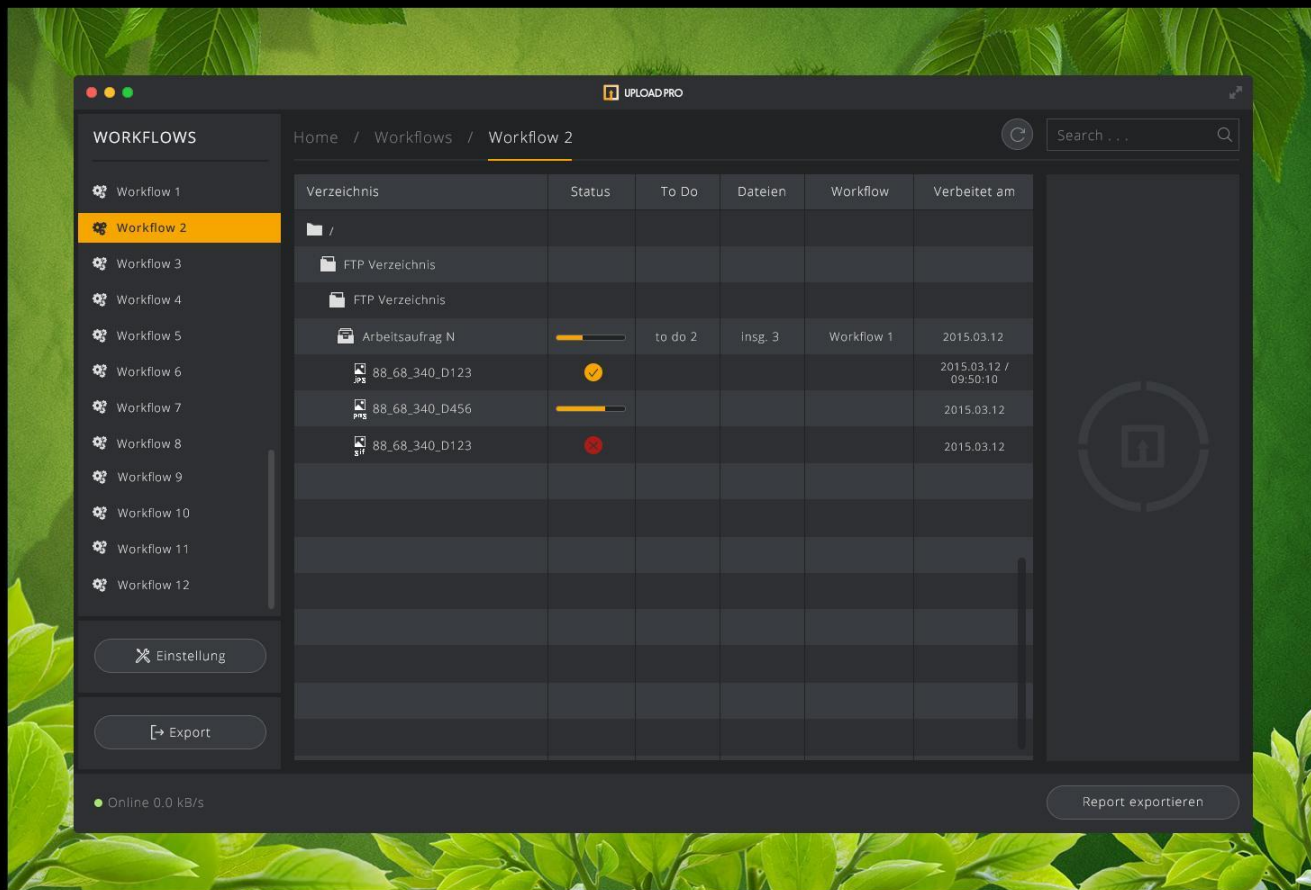 UPLOAD PRO
WORKFLOWS
Home / Workflows / Workflow 2
Search . . .
Workflow 1
Workflow 2
Workflow 3
Workflow 4
Workflow 5
Workflow 6
Workflow 7
Workflow 8
Workflow 9
Workflow 10
Workflow 11
Workflow 12
Einstellung
Export
Verzeichnis Status To Do Dateien Workflow Verbeitet am
/
FTP Verzeichnis
FTP Verzeichnis
Arbeitsaufrag N to do 2 insg. 3 Workflow 1 2015.03.12
jpg 88_68_340_D123 2015.03.12 /
09:50:10
png 88_68_340_D456 2015.03.12
gif 88_68_340_D123 2015.03.12
Online 0.0 kB/s
Report exportieren